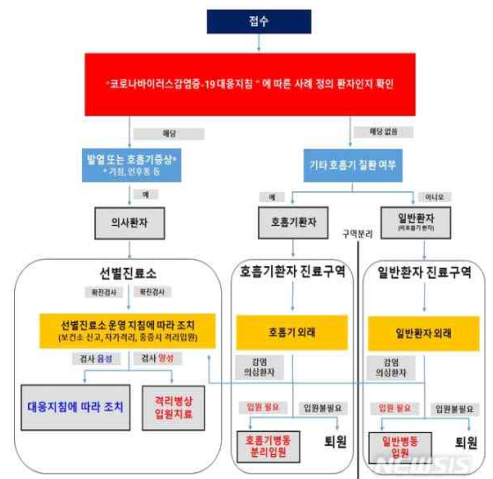 접수
"코로나바이러스감염증-19 대응지침 " 에 따른 사례 정의 환자인지 확인
해당
해당 없음
발열 또는 호흡기증상*
* 기침, 인후통 등
기타 호흡기 질환 여부
예
예
아니오
의사환자
호흡기환자
구역분리
일반환자
(비호흡기 환자)
선별진료소
호흡기환자 진료구역
일반환자 진료구역
확진검사
확진검사
선별진료소 운영 지침에 따라 조치
(보건소 신고, 자가격리, 중증시 격리입원)
호흡기 외래
일반환자 외래
검사 음성
검사 양성
감염
의심환자
감염
의심환자
대응지침에 따라 조치
격리병상
입원치료
입원 필요
입원불필요
입원 필요
입원불필요
호흡기병동
분리입원
퇴원
일반병동
입원
퇴원
NEWSIS